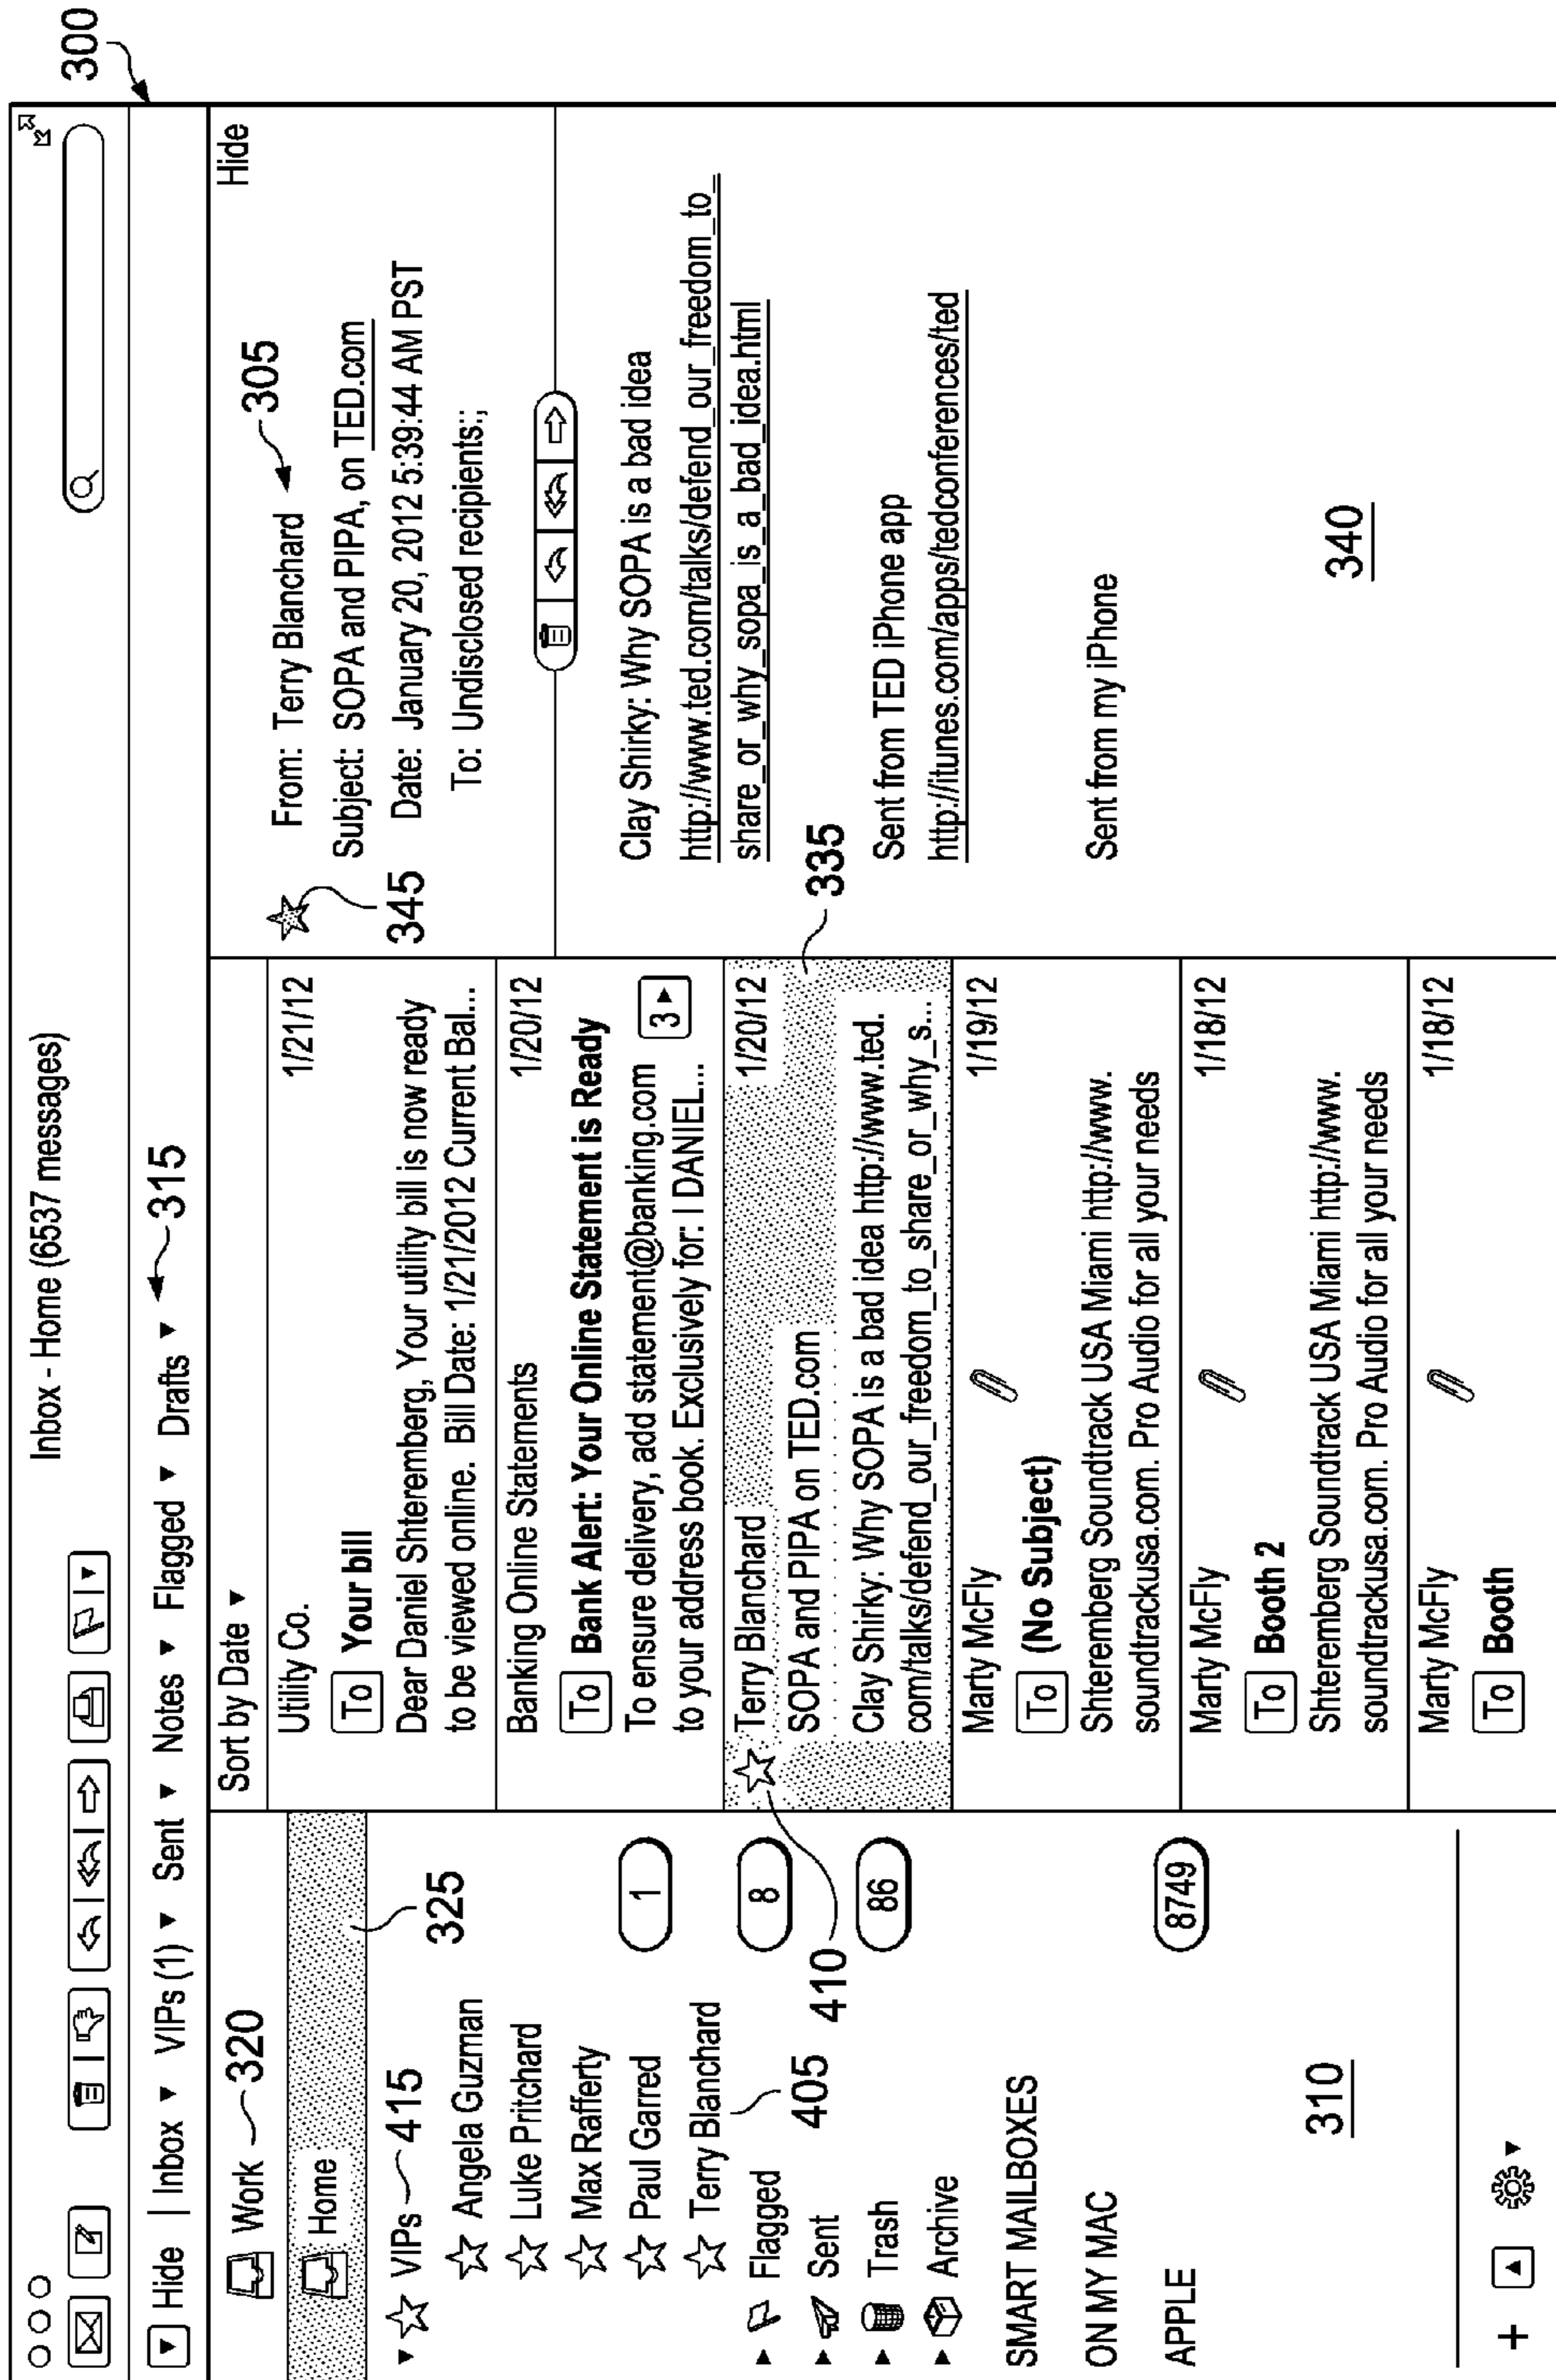 300
Inbox - Home (6537 messages)
Hide | Inbox ▾ VIPs (1) ▾ Sent ▾ Notes ▾ Flagged ▾ Drafts ▾ 315
Work 320
Home
325
VIPs 415
Angela Guzman
Luke Pritchard
Max Rafferty
Paul Garred 1
Terry Blanchard
405
Flagged 8
410
Sent
Trash 86
Archive
SMART MAILBOXES
ON MY MAC
APPLE 8749
310
+
Sort by Date ▾
Utility Co. 1/21/12
To Your bill
Dear Daniel Shteremberg, Your utility bill is now ready
to be viewed online. Bill Date: 1/21/2012 Current Bal...
Banking Online Statements 1/20/12
To Bank Alert: Your Online Statement is Ready
To ensure delivery, add statement@banking.com 3
to your address book. Exclusively for: I DANIEL...
Terry Blanchard 1/20/12
SOPA and PIPA on TED.com
335
Clay Shirky: Why SOPA is a bad idea http://www.ted.
com/talks/defend_our_freedom_to_share_or_why_s...
Marty McFly 1/19/12
To (No Subject)
Shteremberg Soundtrack USA Miami http://www.
soundtrackusa.com. Pro Audio for all your needs
Marty McFly 1/18/12
To Booth 2
Shteremberg Soundtrack USA Miami http://www.
soundtrackusa.com. Pro Audio for all your needs
Marty McFly 1/18/12
To Booth
Hide
From: Terry Blanchard 305
345
Subject: SOPA and PIPA, on TED.com
Date: January 20, 2012 5:39:44 AM PST
To: Undisclosed recipients:;
Clay Shirky: Why SOPA is a bad idea
http://www.ted.com/talks/defend_our_freedom_to_
share_or_why_sopa_is_a_bad_idea.html
Sent from TED iPhone app
http://itunes.com/apps/tedconferences/ted
Sent from my iPhone
340